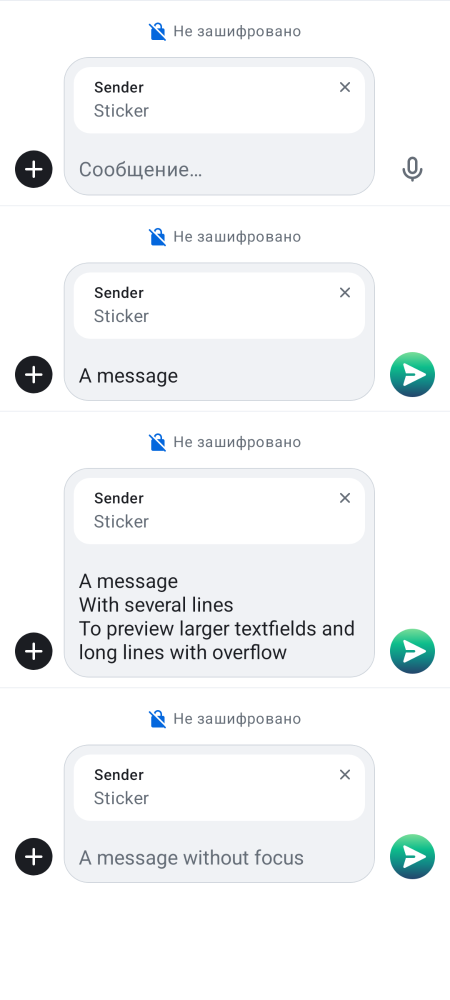 Не зашифровано
Sender
Sticker
Сообщение…
Не зашифровано
Sender
Sticker
A message
Не зашифровано
Sender
Sticker
A message
With several lines
To preview larger textfields and
long lines with overflow
Не зашифровано
Sender
Sticker
A message without focus